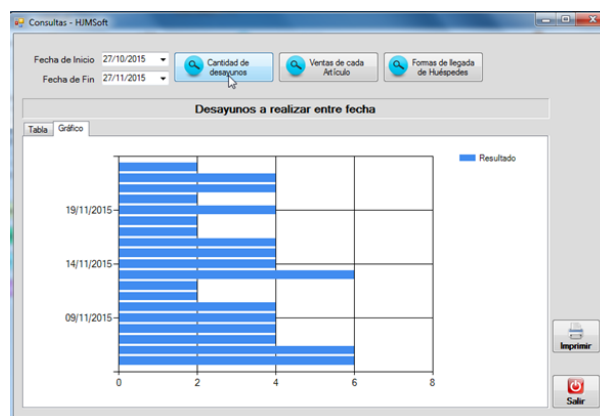 Consultas - HJMSoft
Fecha de Inicio 27/10/2015
Fecha de Fin 27/11/2015
Cantidad de
desayunos
Ventas de cada
Artículo
Formas de llegada
de Huéspedes
Desayunos a realizar entre fecha
Tabla Gráfico
Resultado
19/11/2015
14/11/2015
09/11/2015
0 2 4 6 8
Imprimir
Salir